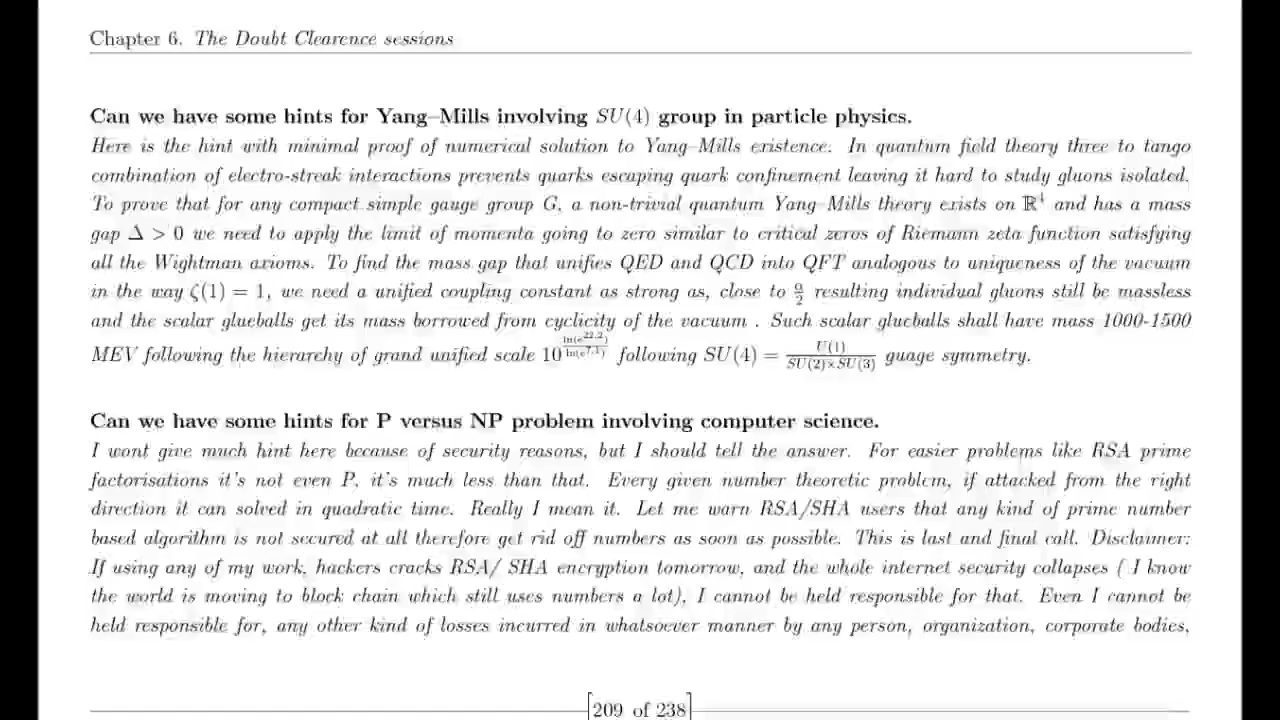 Chapter 6. The Doubt Clearence sessions
Can we have some hints for Yang–Mills involving SU(4) group in particle physics.
Here is the hint with minimal proof of numerical solution to Yang–Mills existence: In quantum field theory three to tango
combination of electro-streak interactions prevents quarks escaping quark confinement leaving it hard to study gluons isolated.
To prove that for any compact simple gauge group G, a non-trivial quantum Yang–Mills theory exists on ℝ⁴ and has a mass
gap Δ > 0 we need to apply the limit of momenta going to zero similar to critical zeros of Riemann zeta function satisfying
all the Wightman axioms. To find the mass gap that unifies QED and QCD into QFT analogous to uniqueness of the vacuum
in the way ζ(1) = 1, we need a unified coupling constant as strong as, close to α/2 resulting individual gluons still be massless
and the scalar glueballs get its mass borrowed from cyclicity of the vacuum . Such scalar glueballs shall have mass 1000-1500
MEV following the hierarchy of grand unified scale 10^(ln(e^22.2)/ln(e^7.1)) following SU(4) = U(1)/(SU(2)×SU(3)) guage symmetry.
Can we have some hints for P versus NP problem involving computer science.
I wont give much hint here because of security reasons, but I should tell the answer. For easier problems like RSA prime
factorisations it's not even P, it's much less than that. Every given number theoretic problem, if attacked from the right
direction it can solved in quadratic time. Really I mean it. Let me warn RSA/SHA users that any kind of prime number
based algorithm is not secured at all therefore get rid off numbers as soon as possible. This is last and final call. Disclaimer:
If using any of my work, hackers cracks RSA/ SHA encryption tomorrow, and the whole internet security collapses ( I know
the world is moving to block chain which still uses numbers a lot), I cannot be held responsible for that. Even I cannot be
held responsible for, any other kind of losses incurred in whatsoever manner by any person, organization, corporate bodies,
[209 of 238]